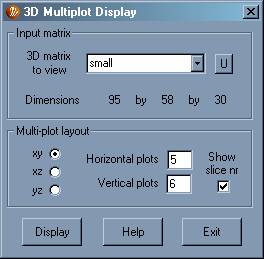 3D Multiplot Display
Input matrix
3D matrix
to view
small
U
Dimensions 95 by 58 by 30
Multi-plot layout
xy
xz
yz
Horizontal plots 5
Vertical plots 6
Show
slice nr
Display Help Exit